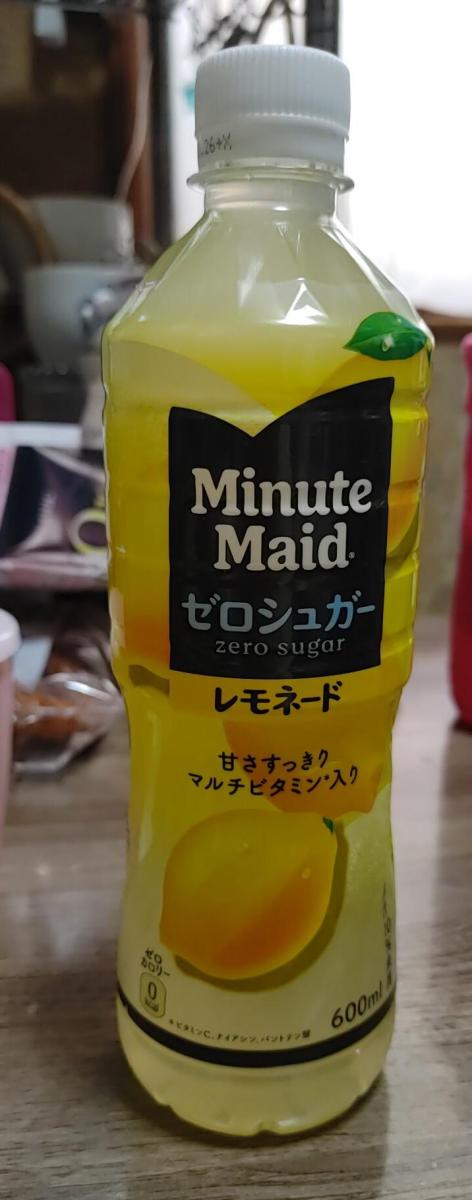 Minute
Maid®
ゼロシュガー
zero sugar
レモネード
甘さすっきり
マルチビタミン*入り
ゼロ
カロリー
0
kcal
600ml
*ビタミンC、ナイアシン、パントテン酸